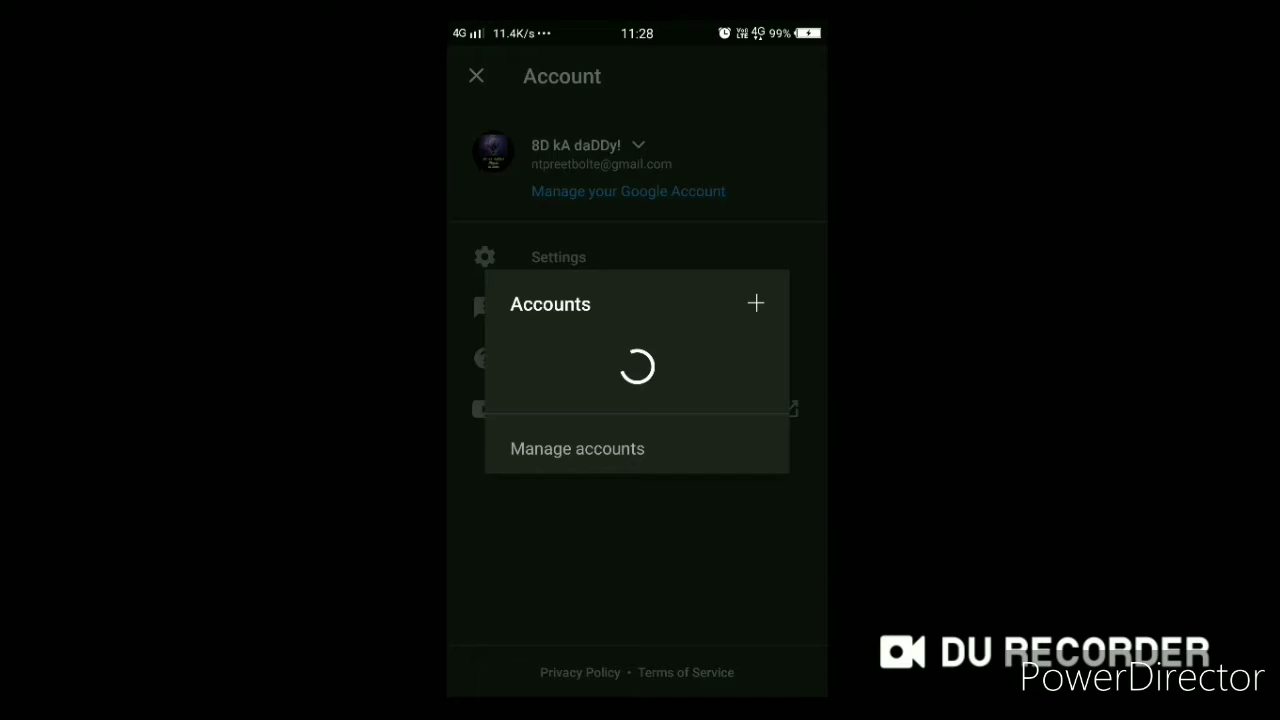 4G 11.4K/s··· 11:28 4G 99%
Account
8D kA daDDy!
ntpreetbolte@gmail.com
Manage your Google Account
Settings
Accounts
Manage accounts
Privacy Policy • Terms of Service
DU RECORDER
PowerDirector